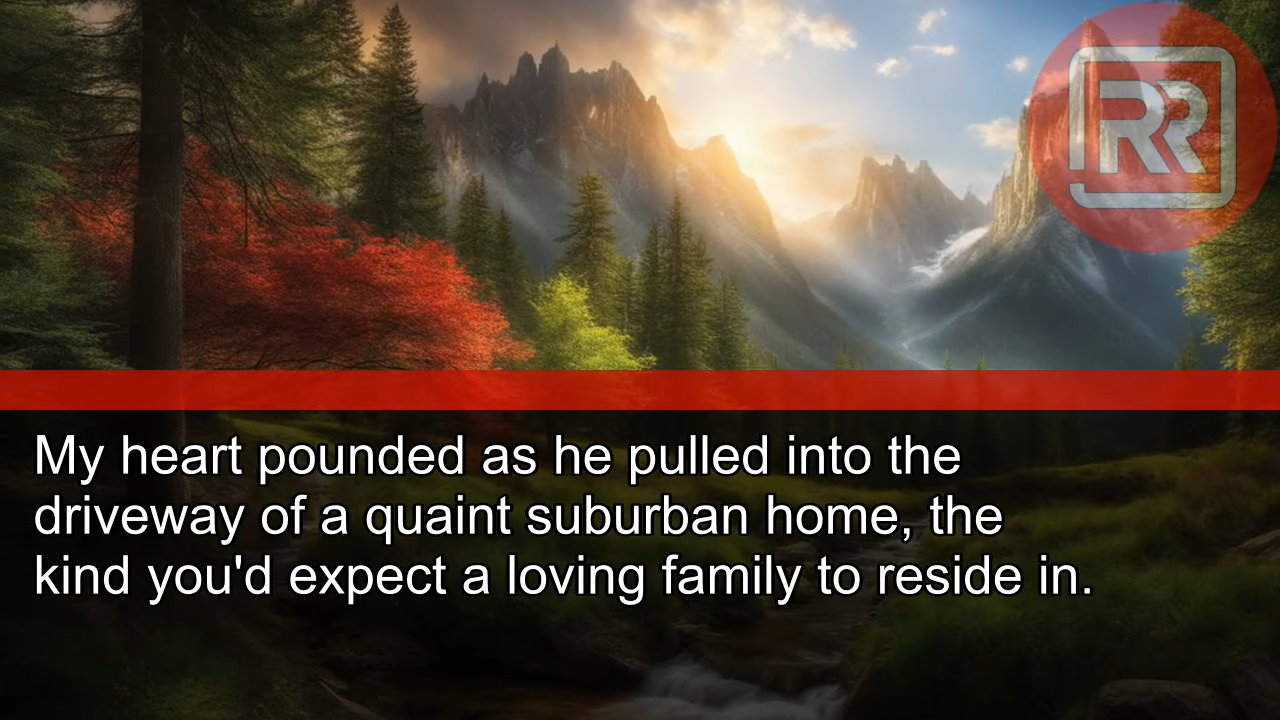 RR
My heart pounded as he pulled into the
driveway of a quaint suburban home, the
kind you'd expect a loving family to reside in.